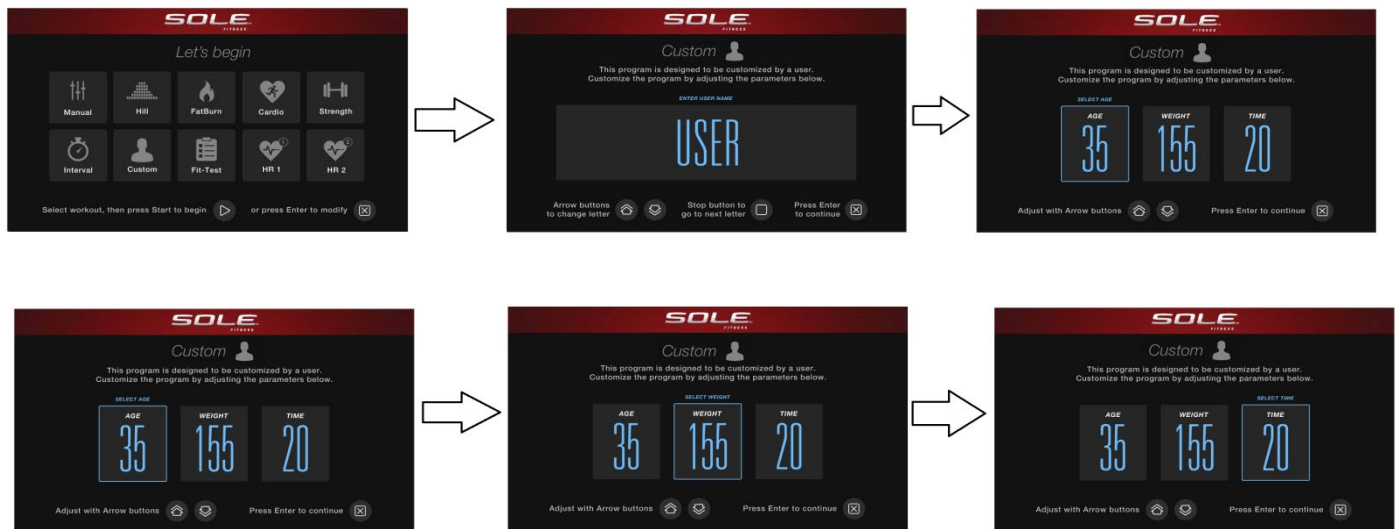 SOLE
FITNESS
Let's begin
Manual
Hill
FatBurn
Cardio
Strength
Interval
Custom
Fit-Test
1
HR 1
2
HR 2
Select workout, then press Start to begin
or press Enter to modify
SOLE
FITNESS
Custom
This program is designed to be customized by a user.
Customize the program by adjusting the parameters below.
ENTER USER NAME
USER
Arrow buttons
to change letter
Stop button to
go to next letter
Press Enter
to continue
SOLE
FITNESS
Custom
This program is designed to be customized by a user.
Customize the program by adjusting the parameters below.
SELECT AGE
AGE
35
WEIGHT
155
TIME
20
Adjust with Arrow buttons
Press Enter to continue
SOLE
FITNESS
Custom
This program is designed to be customized by a user.
Customize the program by adjusting the parameters below.
SELECT AGE
AGE
35
WEIGHT
155
TIME
20
Adjust with Arrow buttons
Press Enter to continue
SOLE
FITNESS
Custom
This program is designed to be customized by a user.
Customize the program by adjusting the parameters below.
SELECT WEIGHT
AGE
35
WEIGHT
155
TIME
20
Adjust with Arrow buttons
Press Enter to continue
SOLE
FITNESS
Custom
This program is designed to be customized by a user.
Customize the program by adjusting the parameters below.
SELECT TIME
AGE
35
WEIGHT
155
TIME
20
Adjust with Arrow buttons
Press Enter to continue